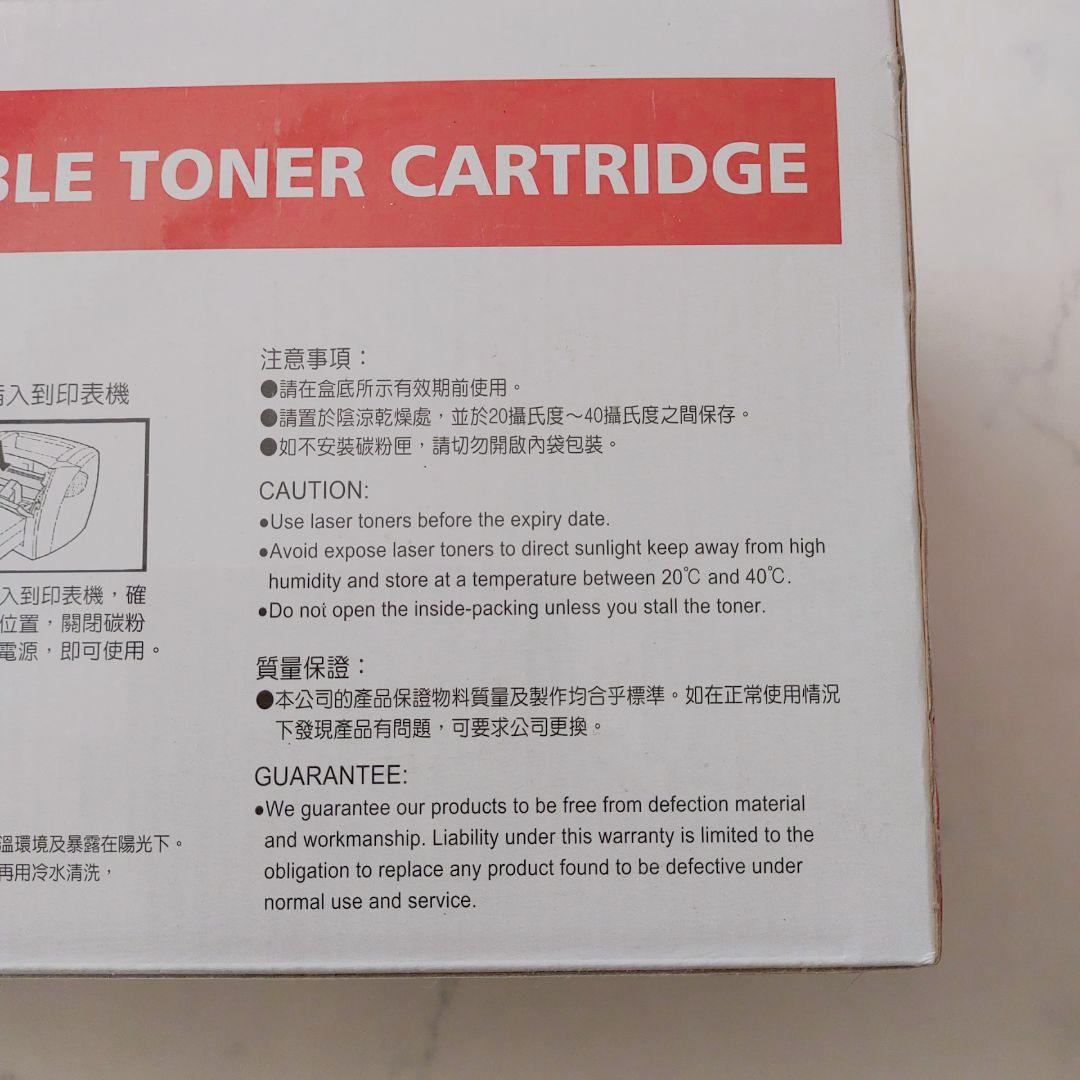 BLE TONER CARTRIDGE
入到印表機
入到印表機，確
位置，關閉碳粉
電源，即可使用。
溫環境及暴露在陽光下。
再用冷水清洗，
注意事項：
●請在盒底所示有效期前使用。
●請置於陰涼乾燥處，並於20攝氏度～40攝氏度之間保存。
●如不安裝碳粉匣，請切勿開啟內袋包裝。
CAUTION:
●Use laser toners before the expiry date.
●Avoid expose laser toners to direct sunlight keep away from high
humidity and store at a temperature between 20℃ and 40℃.
●Do not open the inside-packing unless you stall the toner.
質量保證：
●本公司的產品保證物料質量及製作均合乎標準。如在正常使用情況
下發現產品有問題，可要求公司更換。
GUARANTEE:
●We guarantee our products to be free from defection material
and workmanship. Liability under this warranty is limited to the
obligation to replace any product found to be defective under
normal use and service.